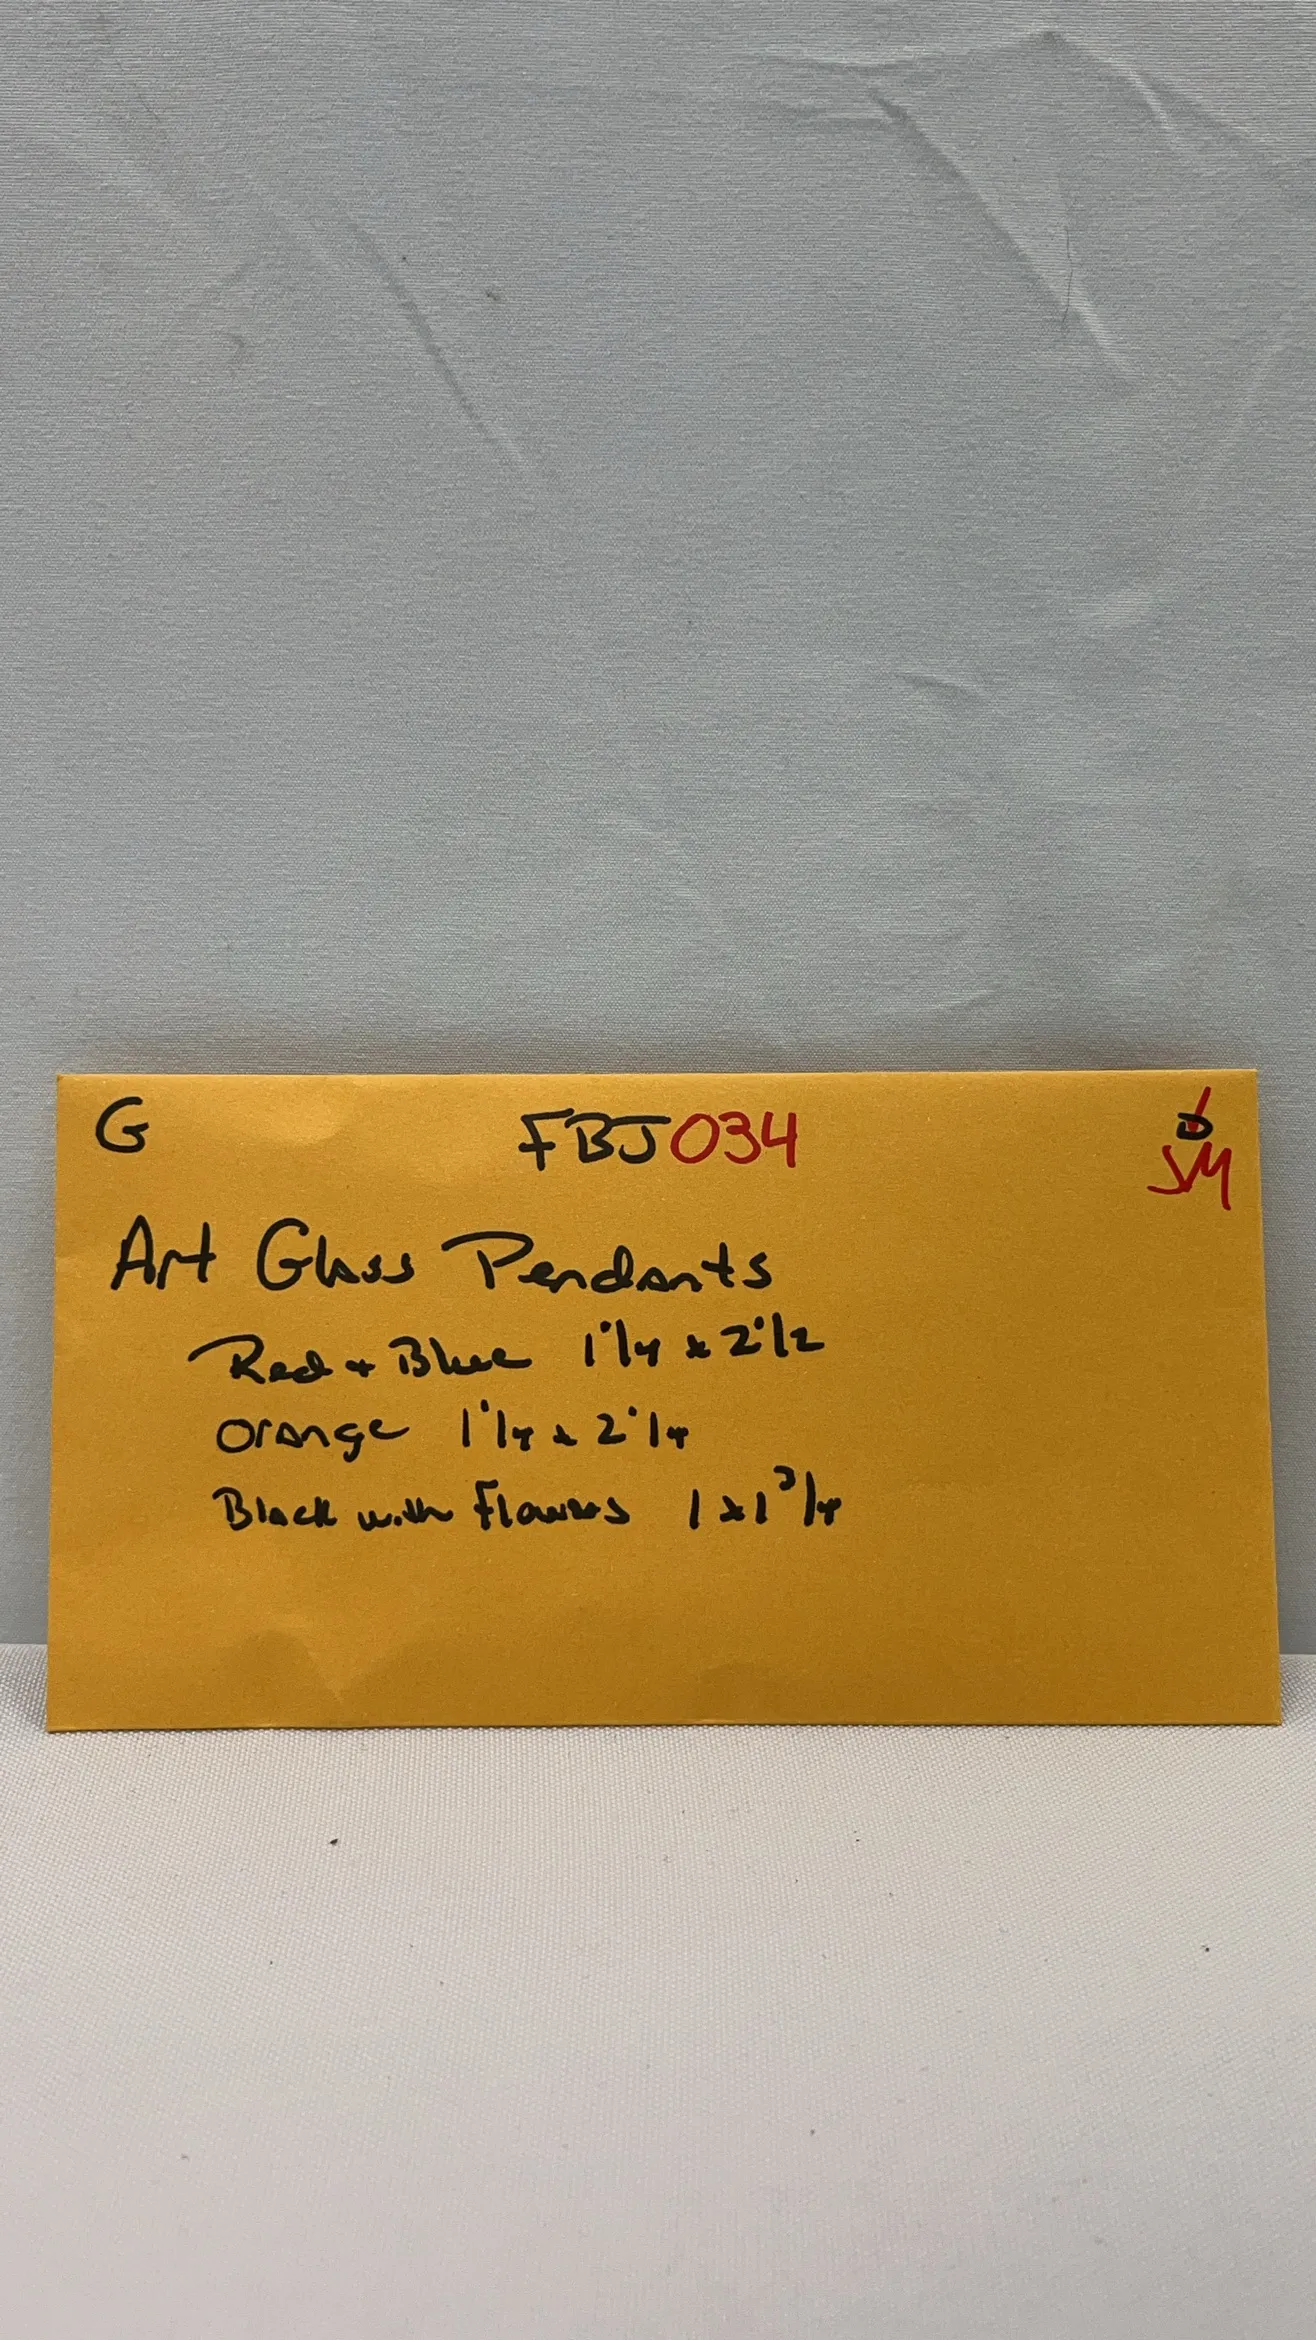 G FBJ034 D
JM
Art Glass Pendants
Red + Blue 1 1/4 x 2 1/2
Orange 1 1/4 x 2 1/4
Black with Flowers 1 x 1 3/4